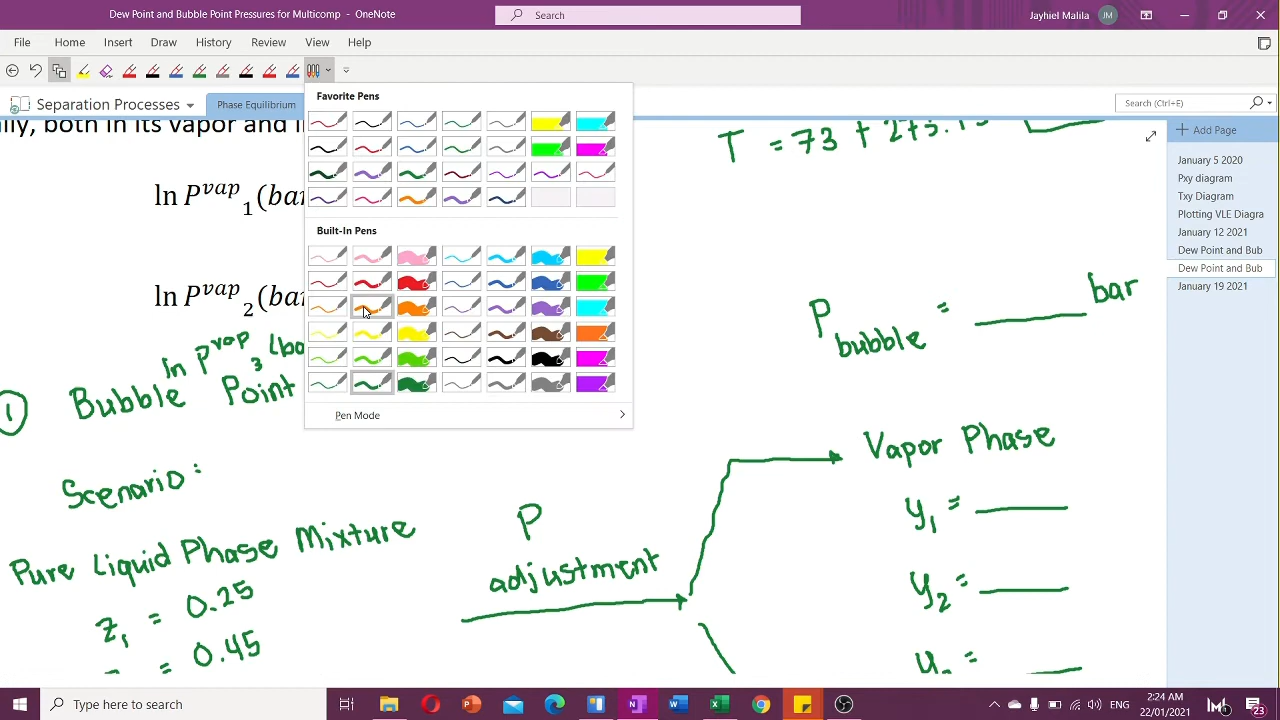 Dew Point and Bubble Point Pressures for Multicomp - OneNote
Search
Jayhiel Malila
JM
File Home Insert Draw History Review View Help
Separation Processes
Phase Equilibrium
Search (Ctrl+E)
Favorite Pens
Built-In Pens
Pen Mode
Add Page
January 5 2020
Pxy diagram
Txy Diagram
Plotting VLE Diagra
January 12 2021
Dew Point and Bub
Dew Point and Bub
January 19 2021
both in its vapor and
T = 73 + 273.15
ln P^vap_1(ba
ln P^vap_2(ba
ln P^vap_3 (ba
P bubble = ____ bar
1 Bubble Point
Scenario:
Pure Liquid Phase Mixture
z1 = 0.25
= 0.45
P
adjustment
Vapor Phase
y1 = ____
y2 = ____
Type here to search
ENG
2:24 AM
22/01/2021
23